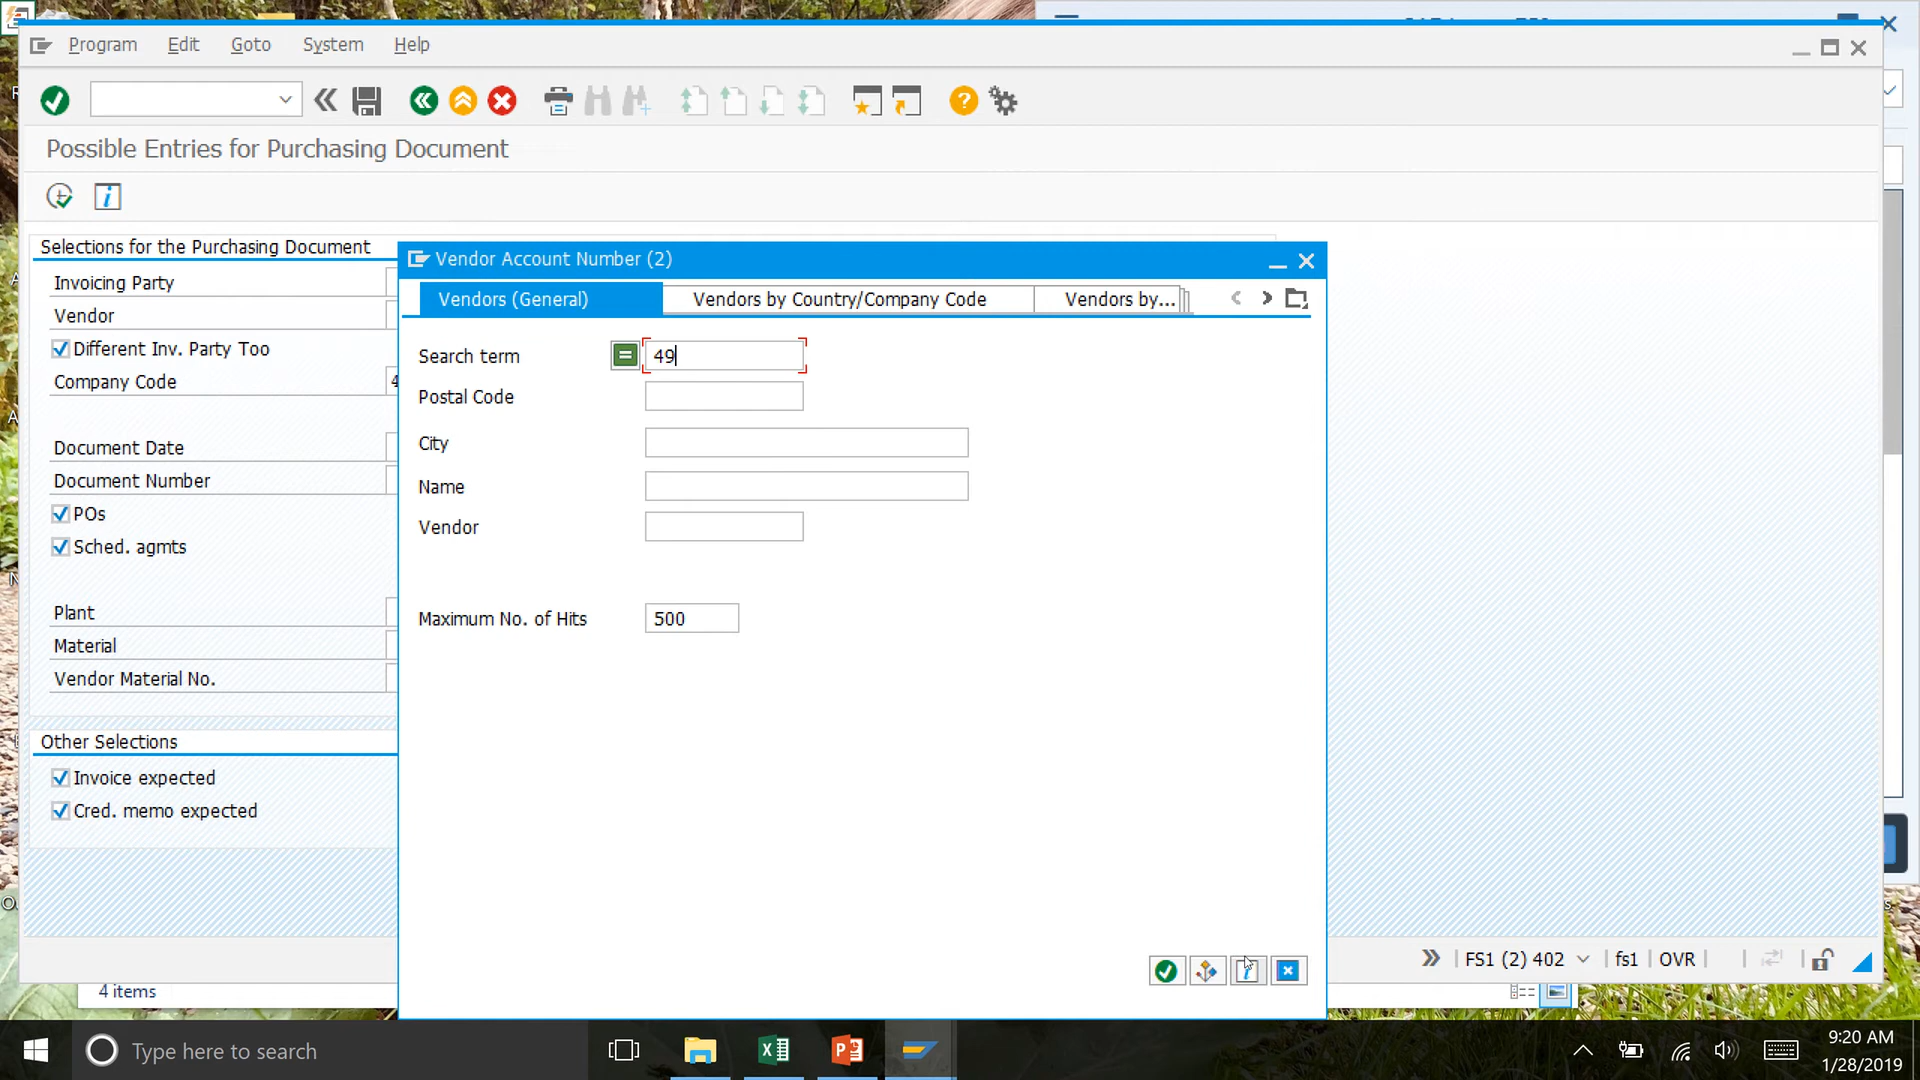 Program Edit Goto System Help
Possible Entries for Purchasing Document
Selections for the Purchasing Document
Invoicing Party
Vendor
Different Inv. Party Too
Company Code 4
Document Date
Document Number
POs
Sched. agmts
Plant
Material
Vendor Material No.
Other Selections
Invoice expected
Cred. memo expected
Vendor Account Number (2)
Vendors (General) Vendors by Country/Company Code Vendors by...
Search term = 49
Postal Code
City
Name
Vendor
Maximum No. of Hits 500
FS1 (2) 402 fs1 OVR
4 items
Type here to search
9:20 AM
1/28/2019